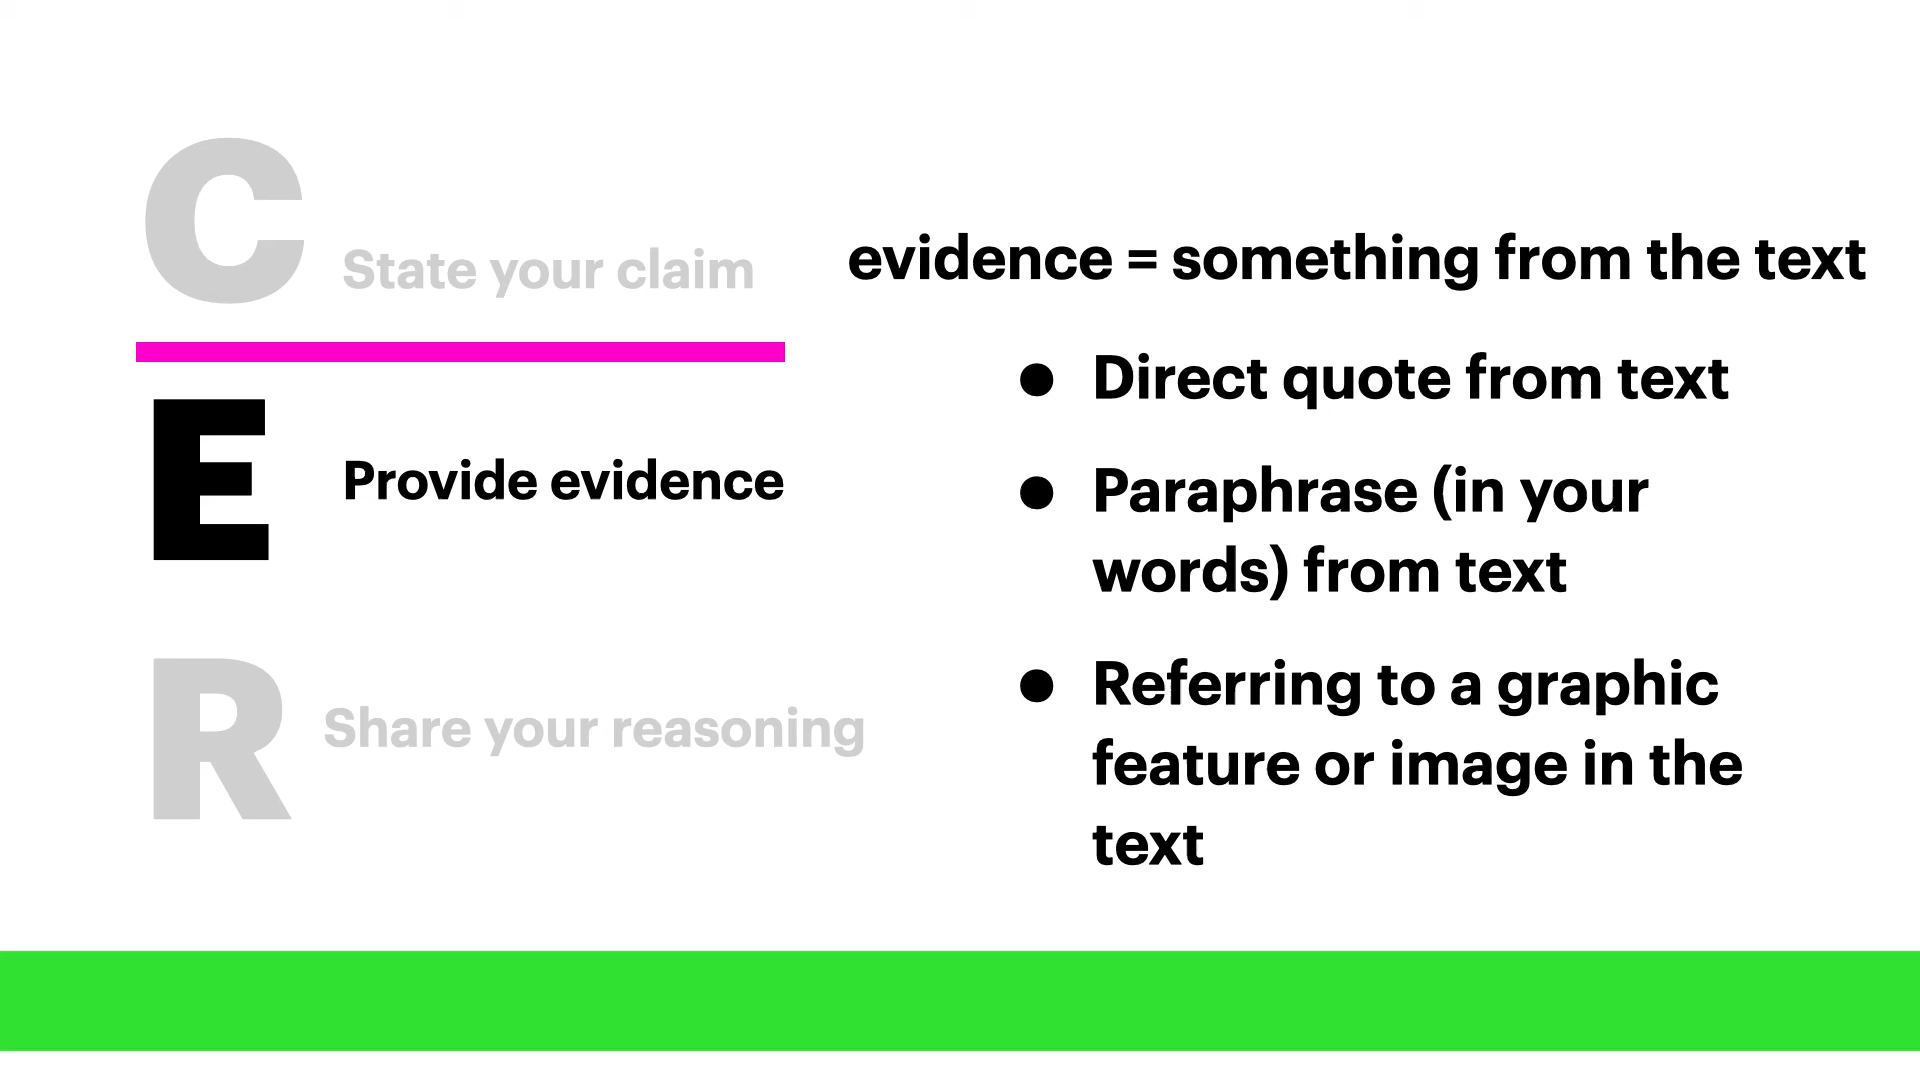 C State your claim
E Provide evidence
R Share your reasoning
evidence = something from the text
● Direct quote from text
● Paraphrase (in your
words) from text
● Referring to a graphic
feature or image in the
text